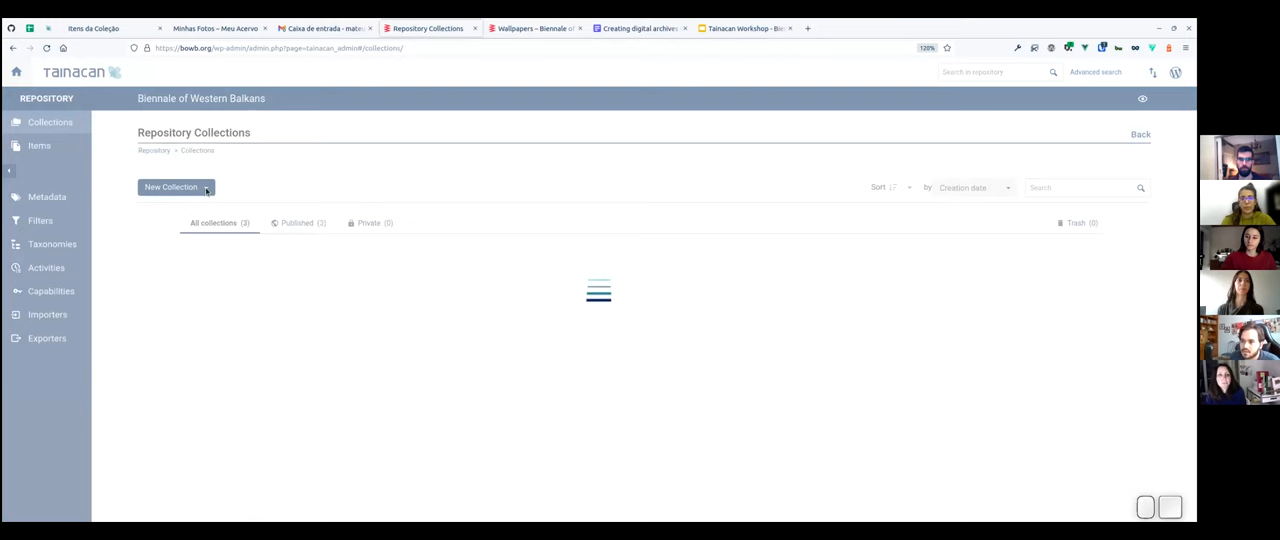 Itens da Coleção
Minhas Fotos – Meu Acervo
Caixa de entrada - mate
Repository Collections
Wallpapers – Biennale of
Creating digital archives
Tainacan Workshop - Bie
https://bowb.org/wp-admin/admin.php?page=tainacan_admin#/collections/
120%
Tainacan
Search in repository
Advanced search
REPOSITORY
Biennale of Western Balkans
Collections
Items
Metadata
Filters
Taxonomies
Activities
Capabilities
Importers
Exporters
Repository Collections
Back
Repository > Collections
New Collection
Sort
by
Creation date
Search
All collections (3)
Published (3)
Private (0)
Trash (0)